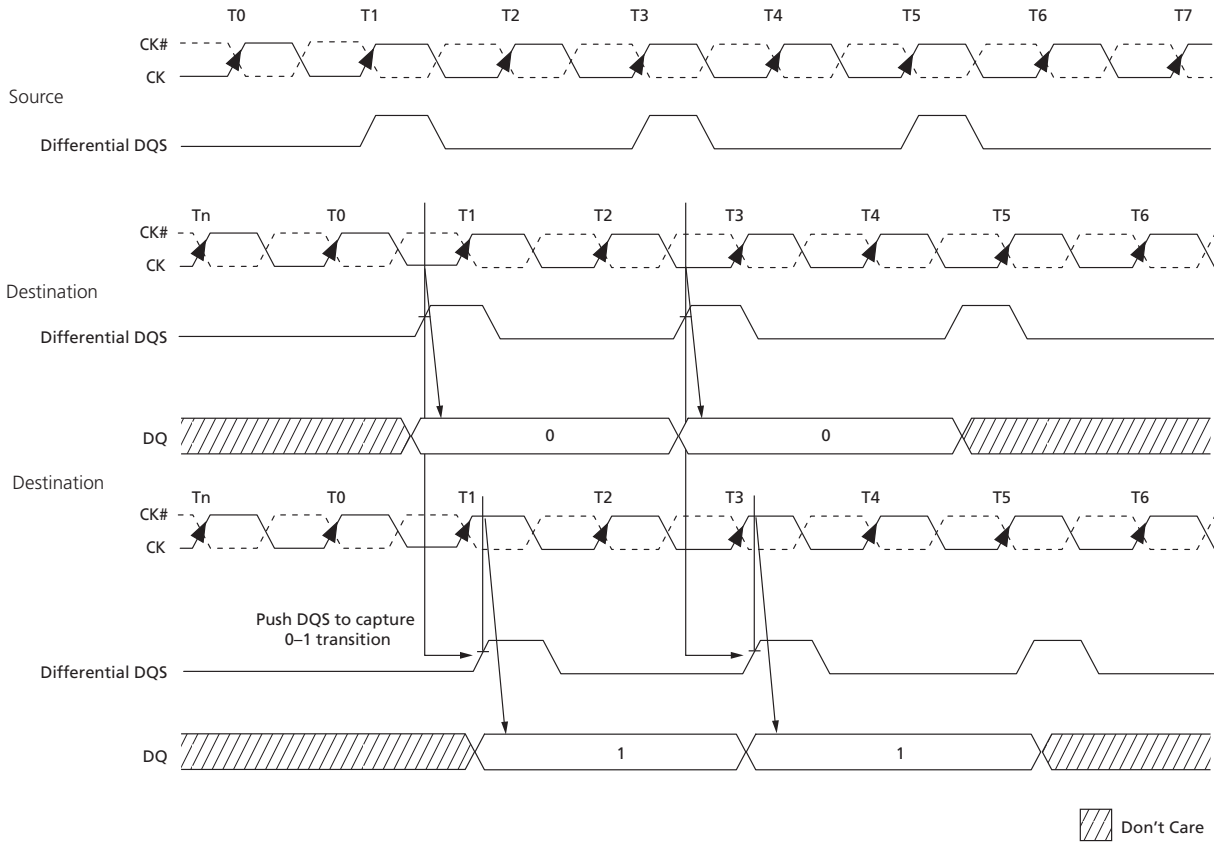 T0 T1 T2 T3 T4 T5 T6 T7
CK#
CK
Source
Differential DQS
Tn T0 T1 T2 T3 T4 T5 T6
CK#
CK
Destination
Differential DQS
DQ 0 0
Destination
Tn T0 T1 T2 T3 T4 T5 T6
CK#
CK
Push DQS to capture
0–1 transition
Differential DQS
DQ 1 1
Don't Care